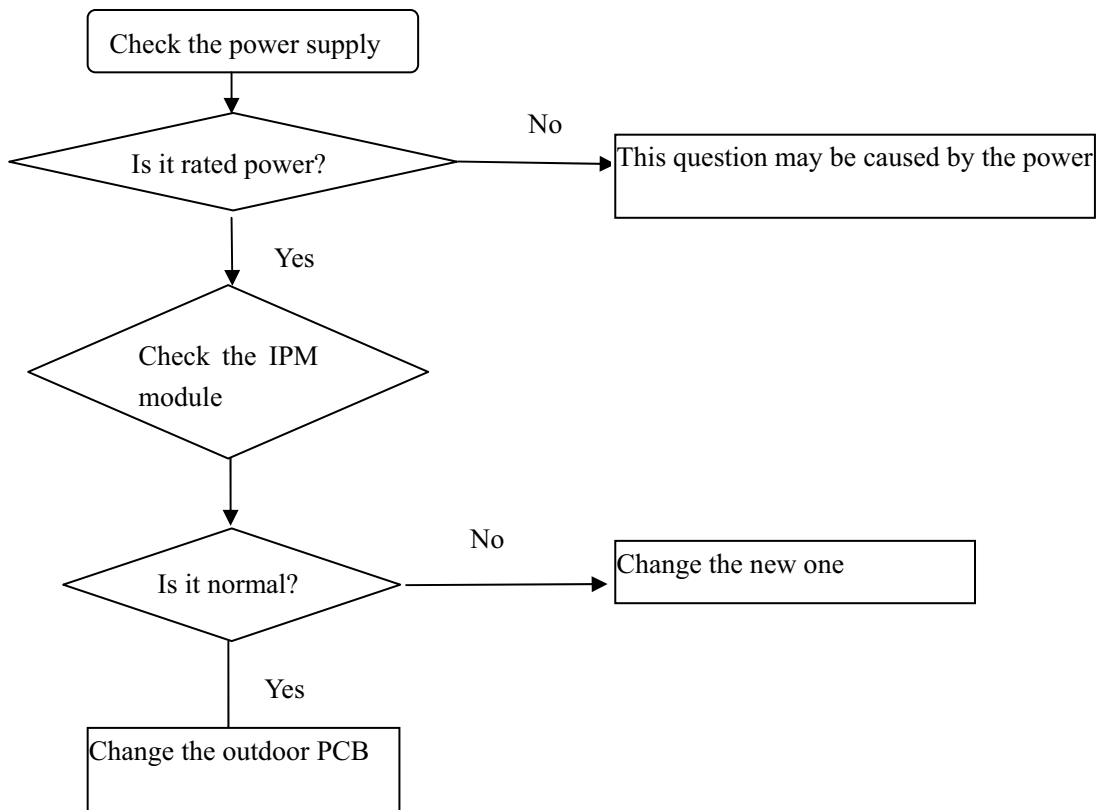 Check the power supply
No
Is it rated power?
This question may be caused by the power
Yes
Check the IPM
module
No
Is it normal?
Change the new one
Yes
Change the outdoor PCB